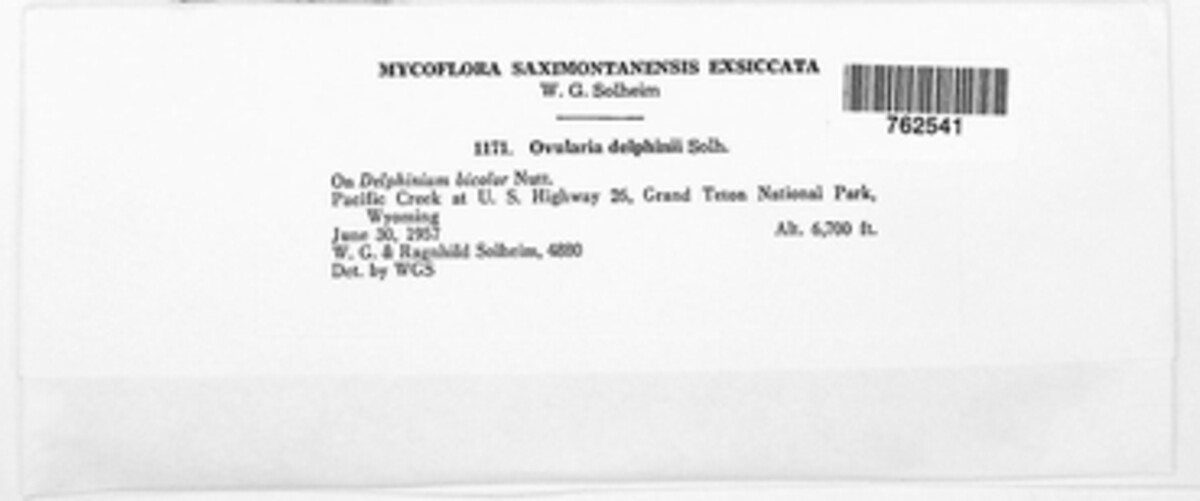 MYCOFLORA SAXIMONTANENSIS EXSICCATA
W. G. Solheim
762541
1171. Ovularia delphinii Solh.
On Delphinium bicolor Nutt.
Pacific Creek at U. S. Highway 26, Grand Teton National Park,
Wyoming
June 30, 1957
Alt. 6,700 ft.
W. G. & Ragnhild Solheim, 4880
Det. by WGS